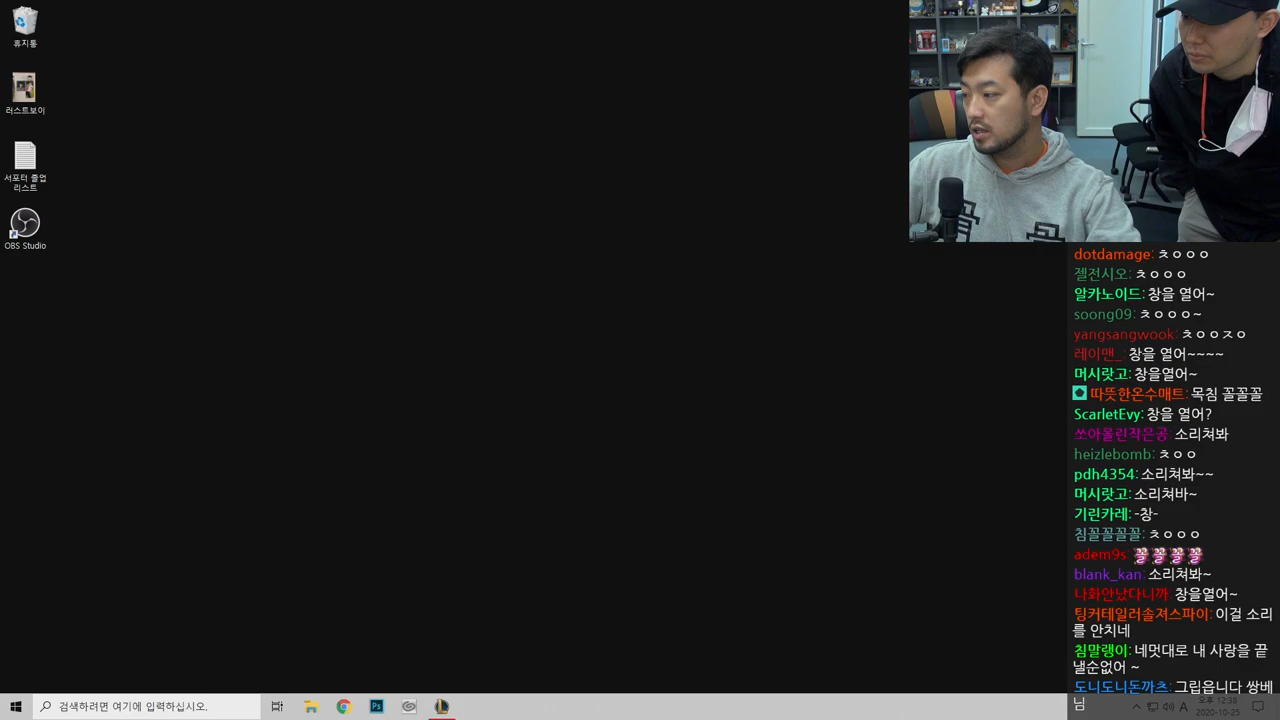 휴지통
러스트보이
서포터 졸업
리스트
OBS Studio
dotdamage: ㅊㅇㅇㅇ
젤전시오: ㅊㅇㅇㅇ
알카노이드: 창을 열어~
soong09: ㅊㅇㅇㅇ~
yangsangwook: ㅊㅇㅇㅈㅇ
레이맨_: 창을 열어~~~~
머시랏고: 창을열어~
따뜻한온수매트: 목침 꼴꼴꼴
ScarletEvy: 창을 열어?
쏘아올린작은공: 소리쳐봐
heizlebomb: ㅊㅇㅇ
pdh4354: 소리쳐봐~~
머시랏고: 소리쳐바~
기린카레: -창-
침꼴꼴꼴꼴: ㅊㅇㅇㅇ
adem9s: 꼴꼴꼴꼴
blank_kan: 소리쳐봐~
나화안났다니까: 창을열어~
팅커테일러솔져스파이: 이걸 소리
를 안치네
침말랭이: 네멋대로 내 사랑을 끝
낼순없어 ~
도니도니돈까츠: 그립읍니다 쌍베
님
검색하려면 여기에 입력하십시오.
Ps
A
오후 12:38
2020-10-25